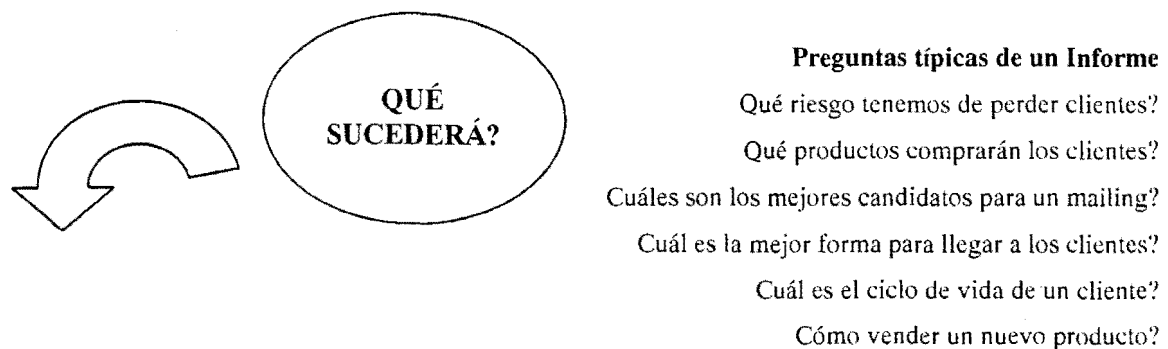 QUÉ
SUCEDERÁ?
Preguntas típicas de un Informe
Qué riesgo tenemos de perder clientes?
Qué productos comprarán los clientes?
Cuáles son los mejores candidatos para un mailing?
Cuál es la mejor forma para llegar a los clientes?
Cuál es el ciclo de vida de un cliente?
Cómo vender un nuevo producto?